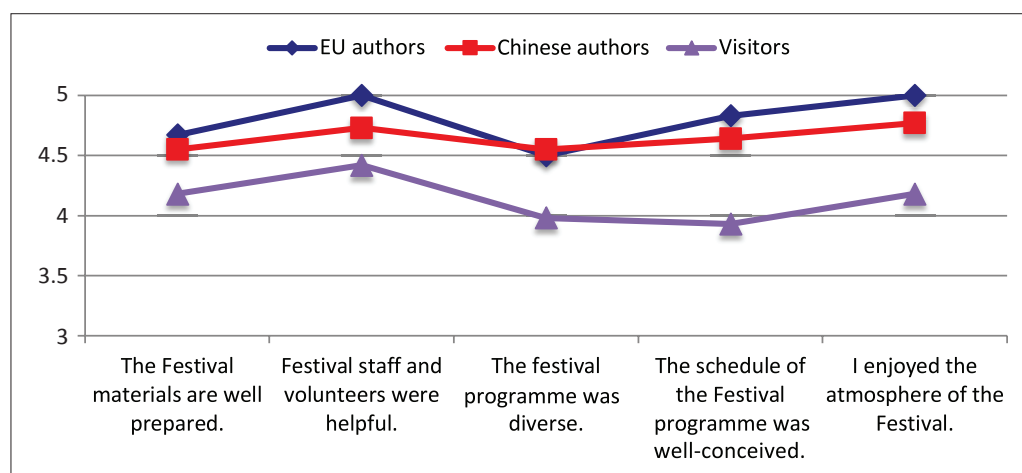 EU authors Chinese authors Visitors
5
4.5
4
3.5
3
The Festival
materials are well
prepared.
Festival staff and
volunteers were
helpful.
The festival
programme was
diverse.
The schedule of
the Festival
programme was
well-conceived.
I enjoyed the
atmosphere of the
Festival.